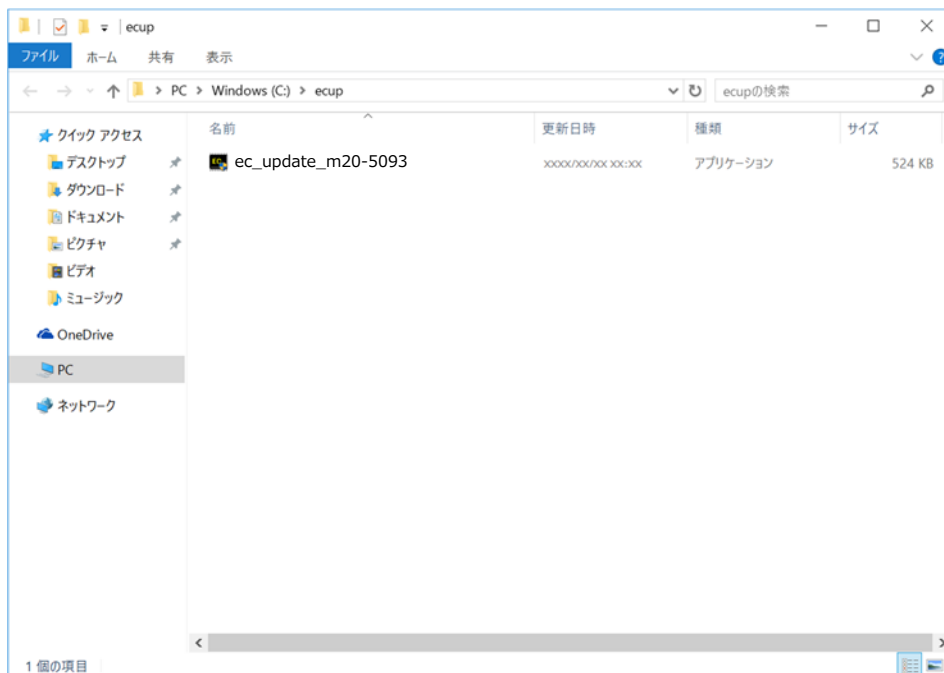 ecup
ファイル ホーム 共有 表示
PC Windows (C:) ecup ecupの検索
名前 更新日時 種類 サイズ
クイック アクセス
ec_update_m20-5093 xxxx/xx/xx xx:xx アプリケーション 524 KB
デスクトップ
ダウンロード
ドキュメント
ピクチャ
ビデオ
ミュージック
OneDrive
PC
ネットワーク
1 個の項目